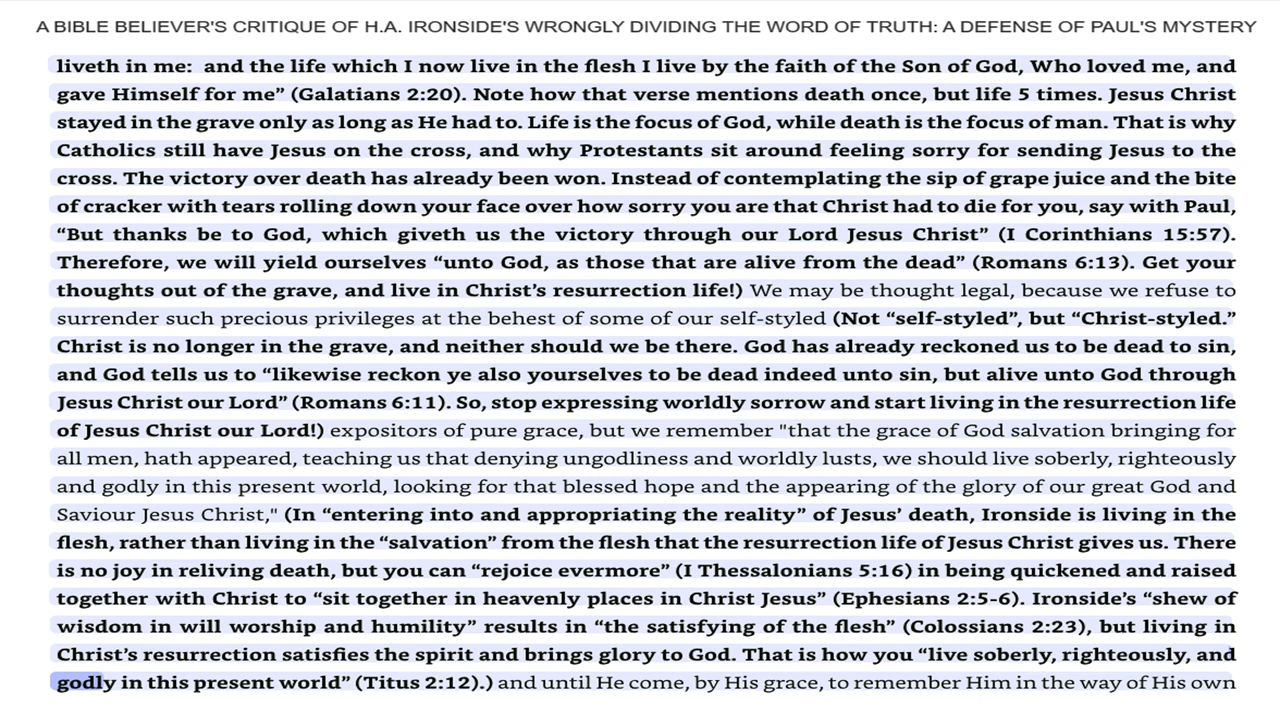 A BIBLE BELIEVER'S CRITIQUE OF H.A. IRONSIDE'S WRONGLY DIVIDING THE WORD OF TRUTH: A DEFENSE OF PAUL'S MYSTERY
liveth in me:  and the life which I now live in the flesh I live by the faith of the Son of God, Who loved me, and
gave Himself for me” (Galatians 2:20). Note how that verse mentions death once, but life 5 times. Jesus Christ
stayed in the grave only as long as He had to. Life is the focus of God, while death is the focus of man. That is why
Catholics still have Jesus on the cross, and why Protestants sit around feeling sorry for sending Jesus to the
cross. The victory over death has already been won. Instead of contemplating the sip of grape juice and the bite
of cracker with tears rolling down your face over how sorry you are that Christ had to die for you, say with Paul,
“But thanks be to God, which giveth us the victory through our Lord Jesus Christ” (I Corinthians 15:57).
Therefore, we will yield ourselves “unto God, as those that are alive from the dead” (Romans 6:13). Get your
thoughts out of the grave, and live in Christ’s resurrection life!) We may be thought legal, because we refuse to
surrender such precious privileges at the behest of some of our self-styled (Not “self-styled”, but “Christ-styled.”
Christ is no longer in the grave, and neither should we be there. God has already reckoned us to be dead to sin,
and God tells us to “likewise reckon ye also yourselves to be dead indeed unto sin, but alive unto God through
Jesus Christ our Lord” (Romans 6:11). So, stop expressing worldly sorrow and start living in the resurrection life
of Jesus Christ our Lord!) expositors of pure grace, but we remember "that the grace of God salvation bringing for
all men, hath appeared, teaching us that denying ungodliness and worldly lusts, we should live soberly, righteously
and godly in this present world, looking for that blessed hope and the appearing of the glory of our great God and
Saviour Jesus Christ," (In “entering into and appropriating the reality” of Jesus’ death, Ironside is living in the
flesh, rather than living in the “salvation” from the flesh that the resurrection life of Jesus Christ gives us. There
is no joy in reliving death, but you can “rejoice evermore” (I Thessalonians 5:16) in being quickened and raised
together with Christ to “sit together in heavenly places in Christ Jesus” (Ephesians 2:5-6). Ironside’s “shew of
wisdom in will worship and humility” results in “the satisfying of the flesh” (Colossians 2:23), but living in
Christ’s resurrection satisfies the spirit and brings glory to God. That is how you “live soberly, righteously, and
godly in this present world” (Titus 2:12).) and until He come, by His grace, to remember Him in the way of His own